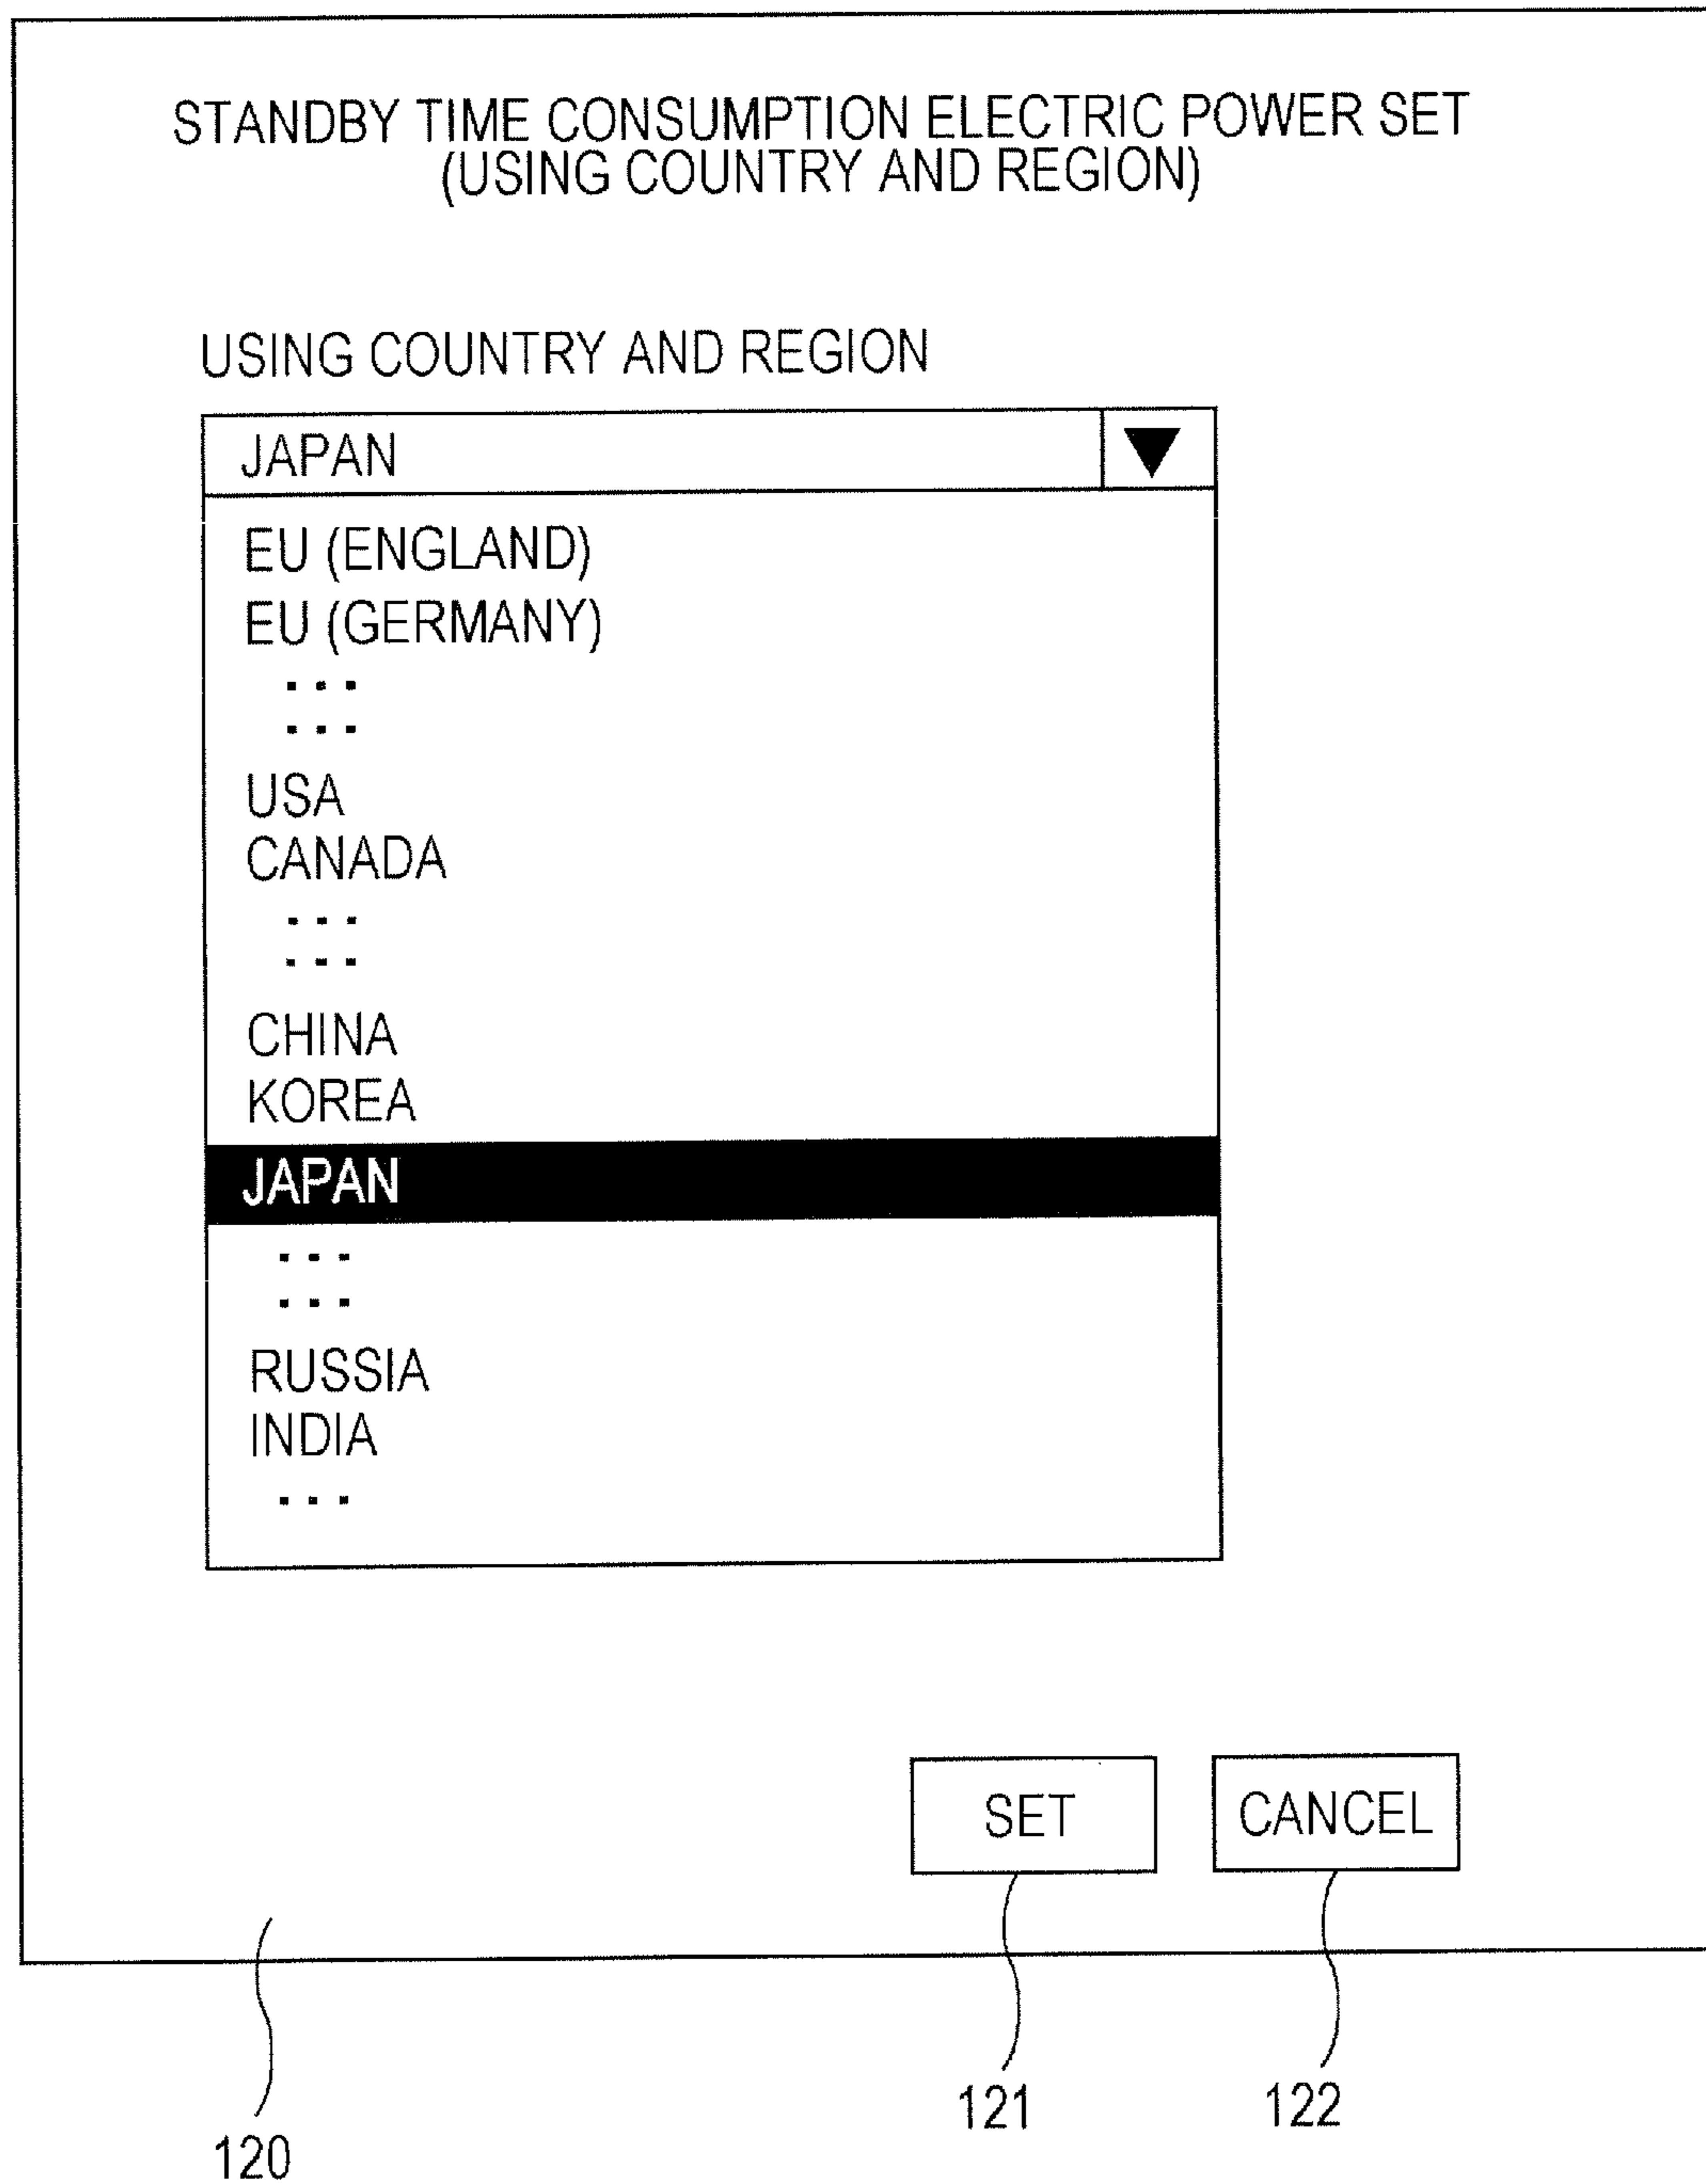 STANDBY TIME CONSUMPTION ELECTRIC POWER SET
(USING COUNTRY AND REGION)
USING COUNTRY AND REGION
JAPAN
EU (ENGLAND)
EU (GERMANY)
...
...
USA
CANADA
...
...
CHINA
KOREA
JAPAN
...
...
RUSSIA
INDIA
...
SET
CANCEL
121
122
120